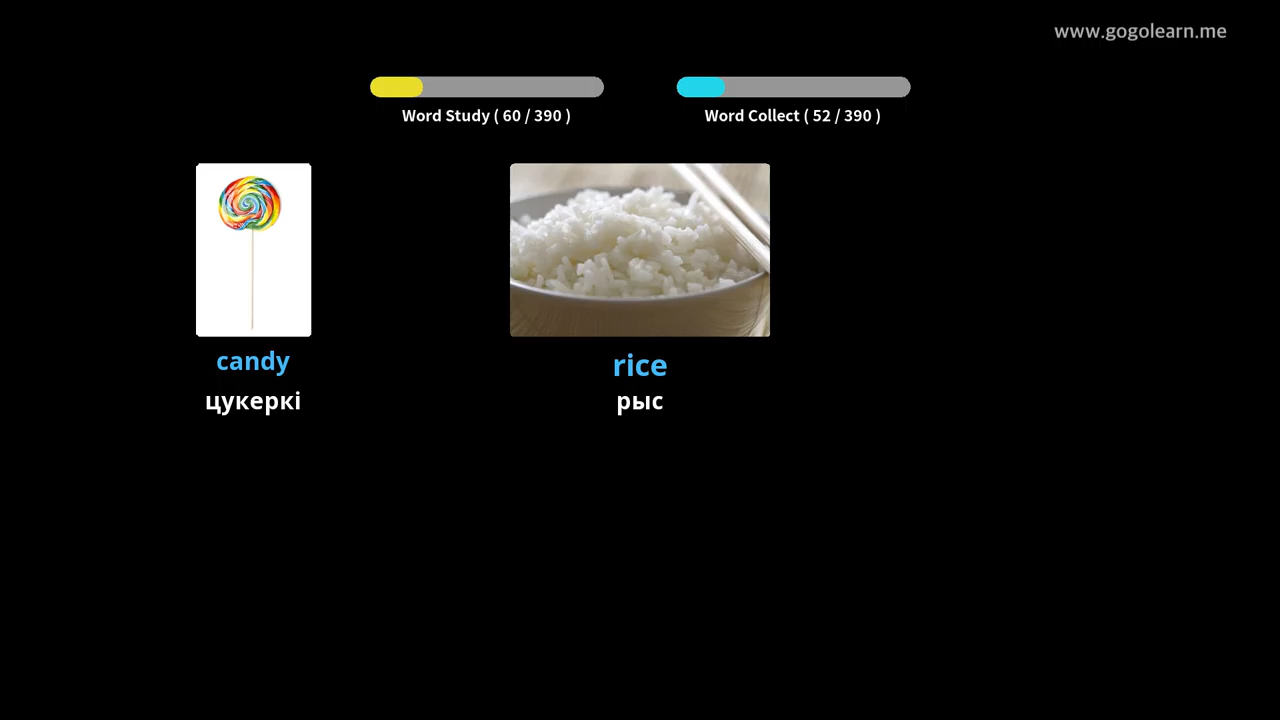 www.gogolearn.me
Word Study ( 60 / 390 )
Word Collect ( 52 / 390 )
candy
цукеркі
rice
рыс